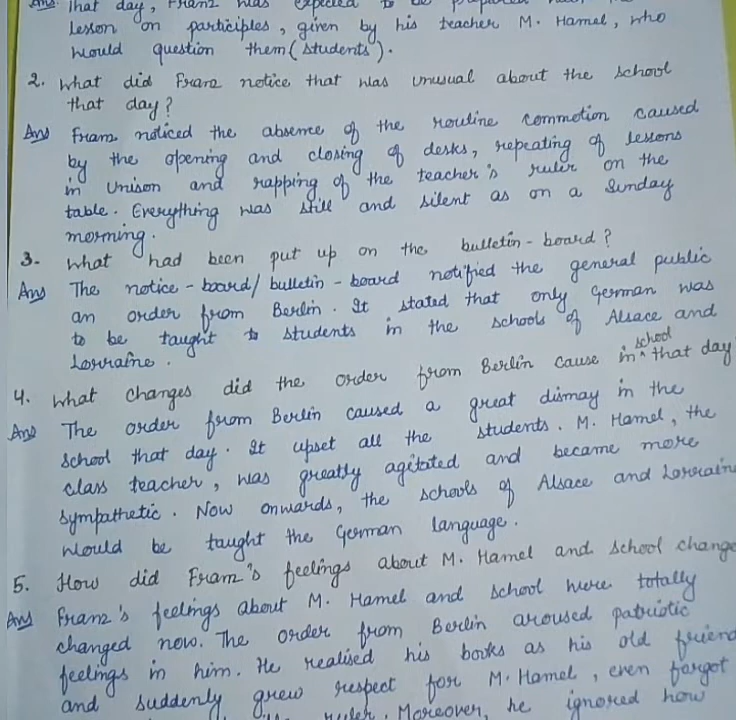 Ans That day, Franz was expected to be prepared
lesson on participles, given by his teacher M. Hamel, who
would question them (students).
2. What did Franz notice that was unusual about the school
that day?
Ans Franz noticed the absence of the routine commotion caused
by the opening and closing of desks, repeating of lessons
in unison and rapping of the teacher's ruler on the
table. Everything was still and silent as on a Sunday
morning.
3. What had been put up on the bulletin-board?
Ans The notice-board/bulletin-board notified the general public
an order from Berlin. It stated that only German was
to be taught to students in the schools of Alsace and
Lorraine.
4. What changes did the order from Berlin cause in ^school that day
Ans The order from Berlin caused a great dismay in the
school that day. It upset all the students. M. Hamel, the
class teacher, was greatly agitated and became more
sympathetic. Now onwards, the schools of Alsace and Lorrain
would be taught the German language.
5. How did Franz's feelings about M. Hamel and school change
Ans Franz's feelings about M. Hamel and school were totally
changed now. The order from Berlin aroused patriotic
feelings in him. He realised his books as his old friend
and suddenly grew respect for M. Hamel, even forgot
ruler. Moreover, he ignored how